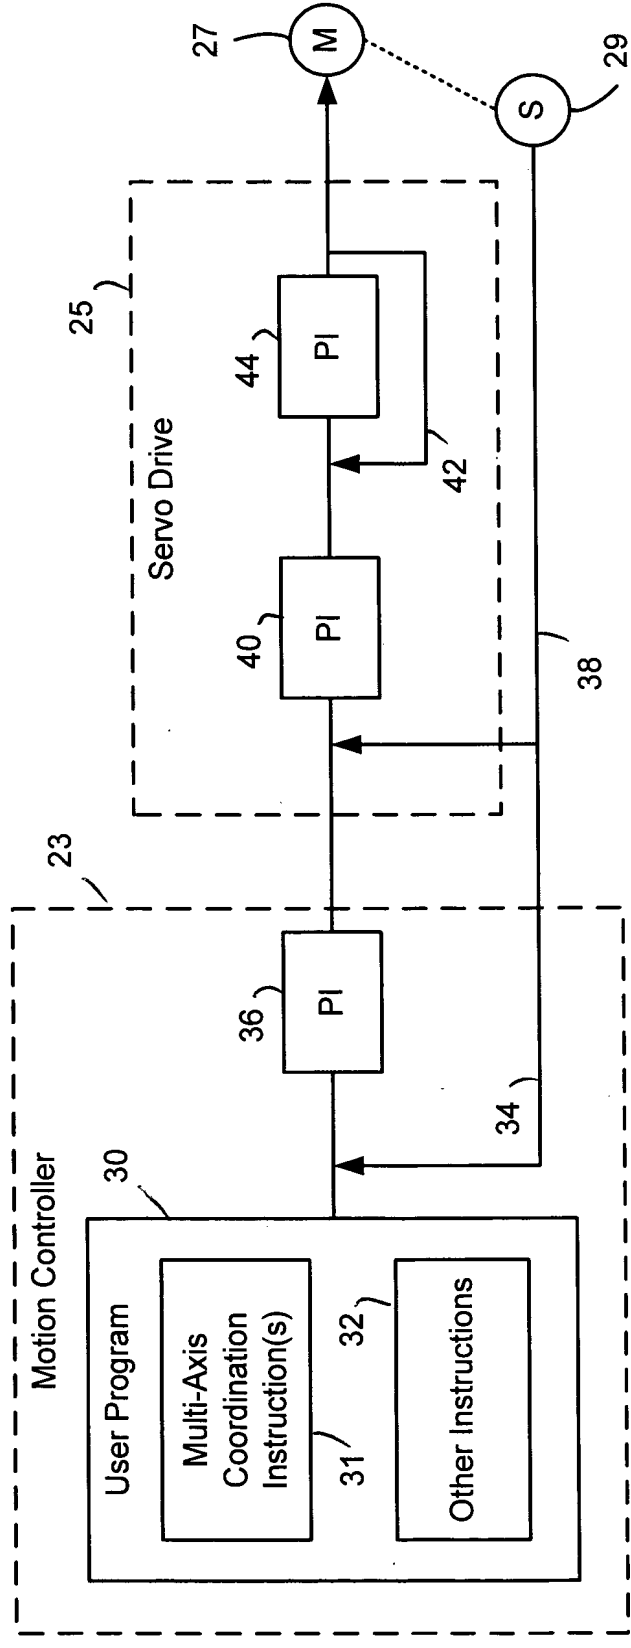 Motion Controller
23
User Program
30
Multi-Axis
Coordination
Instruction(s)
31
32
Other Instructions
34
36
PI
38
Servo Drive
25
40
PI
42
44
PI
27
M
S
29